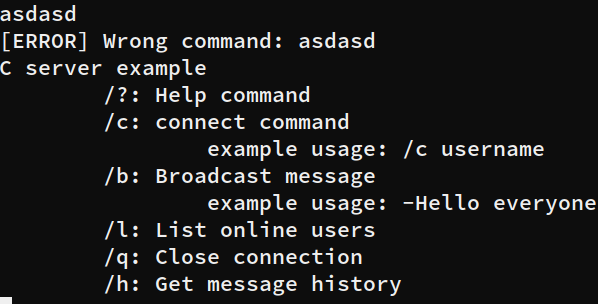 asdasd
[ERROR] Wrong command: asdasd
C server example
/?: Help command
/c: connect command
example usage: /c username
/b: Broadcast message
example usage: -Hello everyone
/l: List online users
/q: Close connection
/h: Get message history